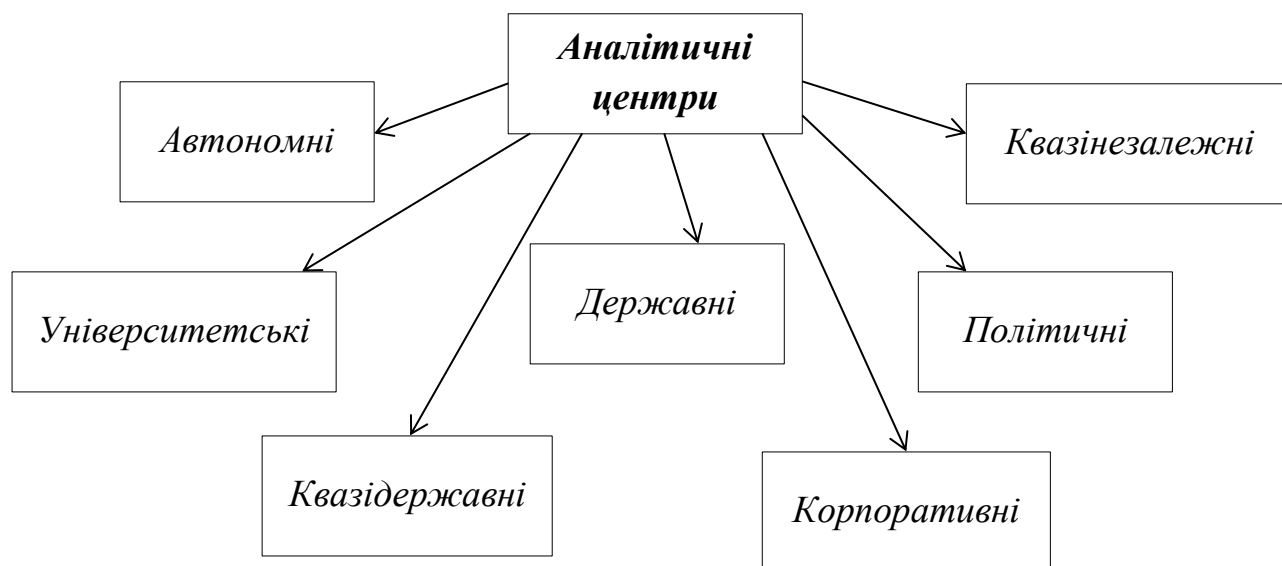 Аналітичні
центри
Автономні
Квазінезалежні
Університетські
Державні
Політичні
Квазідержавні
Корпоративні